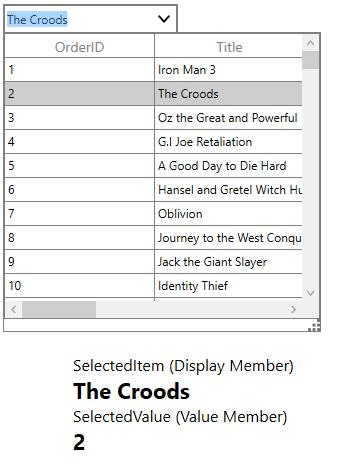 The Croods
OrderID Title
1 Iron Man 3
2 The Croods
3 Oz the Great and Powerful
4 G.I Joe Retaliation
5 A Good Day to Die Hard
6 Hansel and Gretel Witch Hu
7 Oblivion
8 Journey to the West Conqu
9 Jack the Giant Slayer
10 Identity Thief
SelectedItem (Display Member)
The Croods
SelectedValue (Value Member)
2